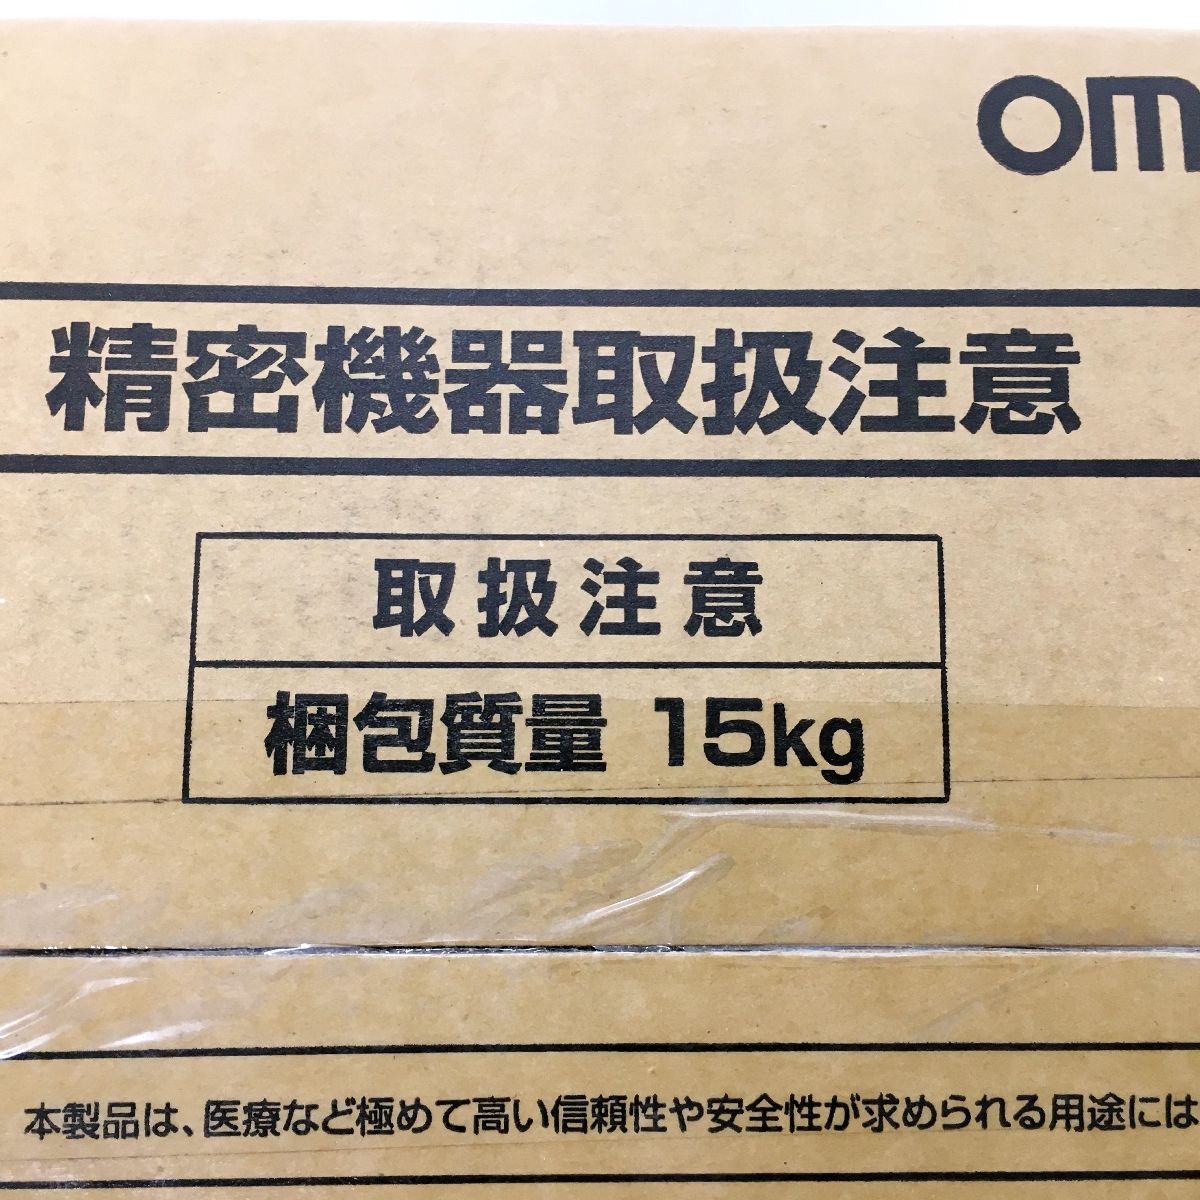 om
精密機器取扱注意
取扱注意
梱包質量 15kg
本製品は、医療など極めて高い信頼性や安全性が求められる用途には